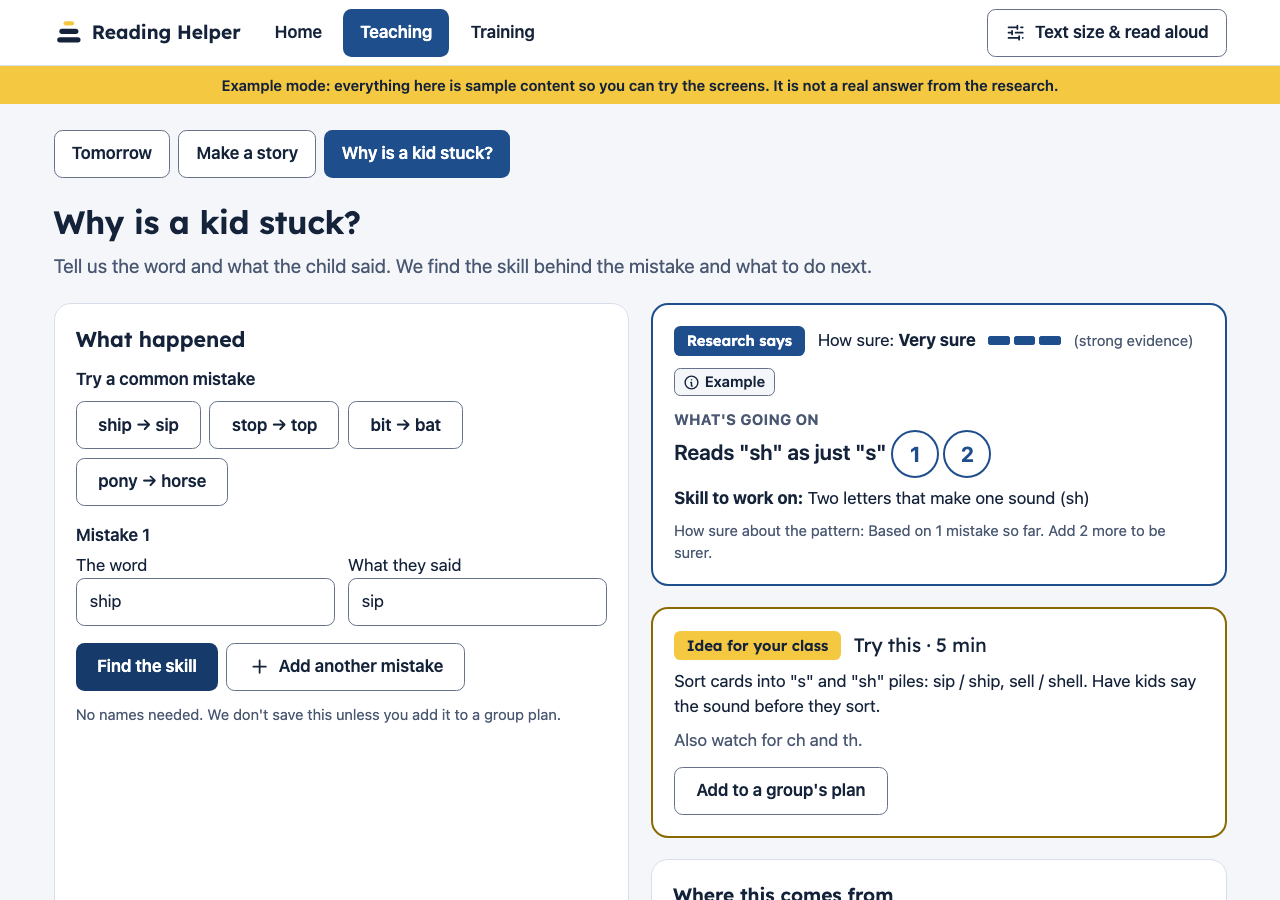 Reading Helper
Home
Teaching
Training
Text size & read aloud
Example mode: everything here is sample content so you can try the screens. It is not a real answer from the research.
Tomorrow
Make a story
Why is a kid stuck?
Why is a kid stuck?
Tell us the word and what the child said. We find the skill behind the mistake and what to do next.
What happened
Try a common mistake
ship → sip
stop → top
bit → bat
pony → horse
Mistake 1
The word
What they said
ship
sip
Find the skill
Add another mistake
No names needed. We don't save this unless you add it to a group plan.
Research says
How sure: Very sure
(strong evidence)
Example
WHAT'S GOING ON
Reads "sh" as just "s" 1 2
Skill to work on: Two letters that make one sound (sh)
How sure about the pattern: Based on 1 mistake so far. Add 2 more to be
surer.
Idea for your class
Try this · 5 min
Sort cards into "s" and "sh" piles: sip / ship, sell / shell. Have kids say
the sound before they sort.
Also watch for ch and th.
Add to a group's plan
Where this comes from